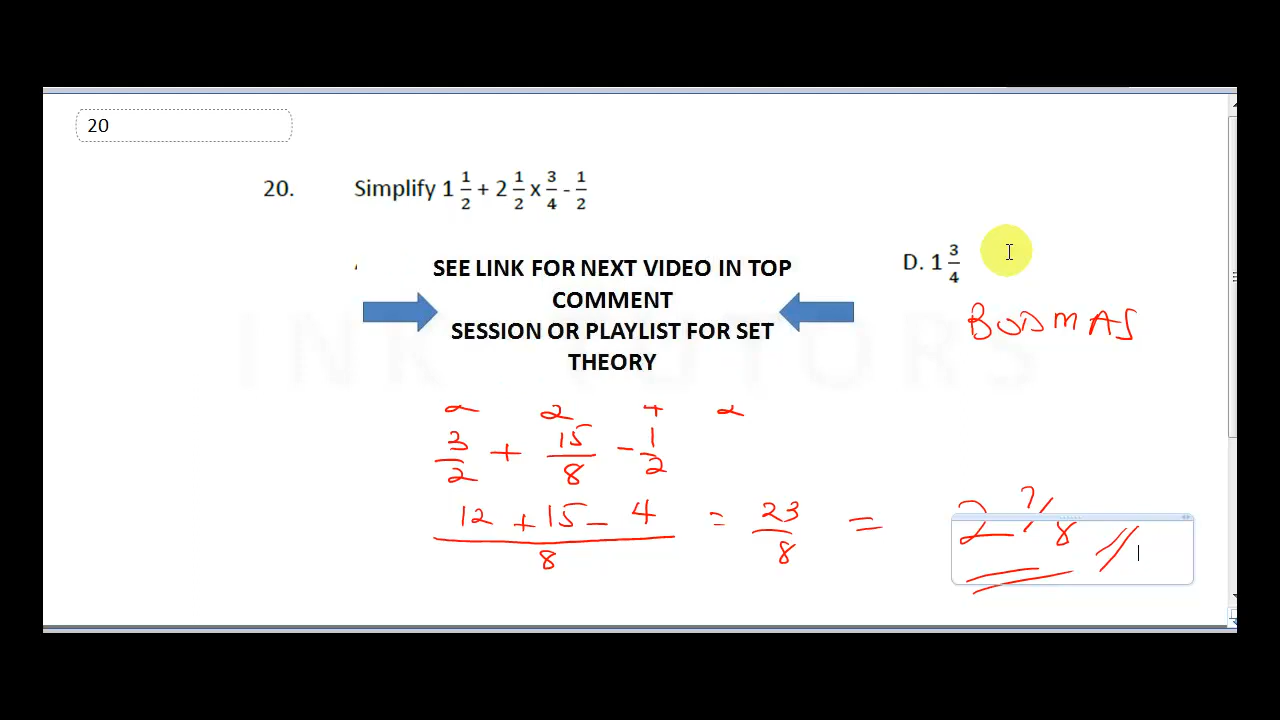 20
20. Simplify 1 1/2 + 2 1/2 x 3/4 - 1/2
SEE LINK FOR NEXT VIDEO IN TOP
COMMENT
SESSION OR PLAYLIST FOR SET
THEORY
D. 1 3/4
BODMAS
INK TUTORS
2 2 4 2
3/2 + 15/8 - 1/2
12 + 15 - 4 / 8 = 23/8 = 2 7/8